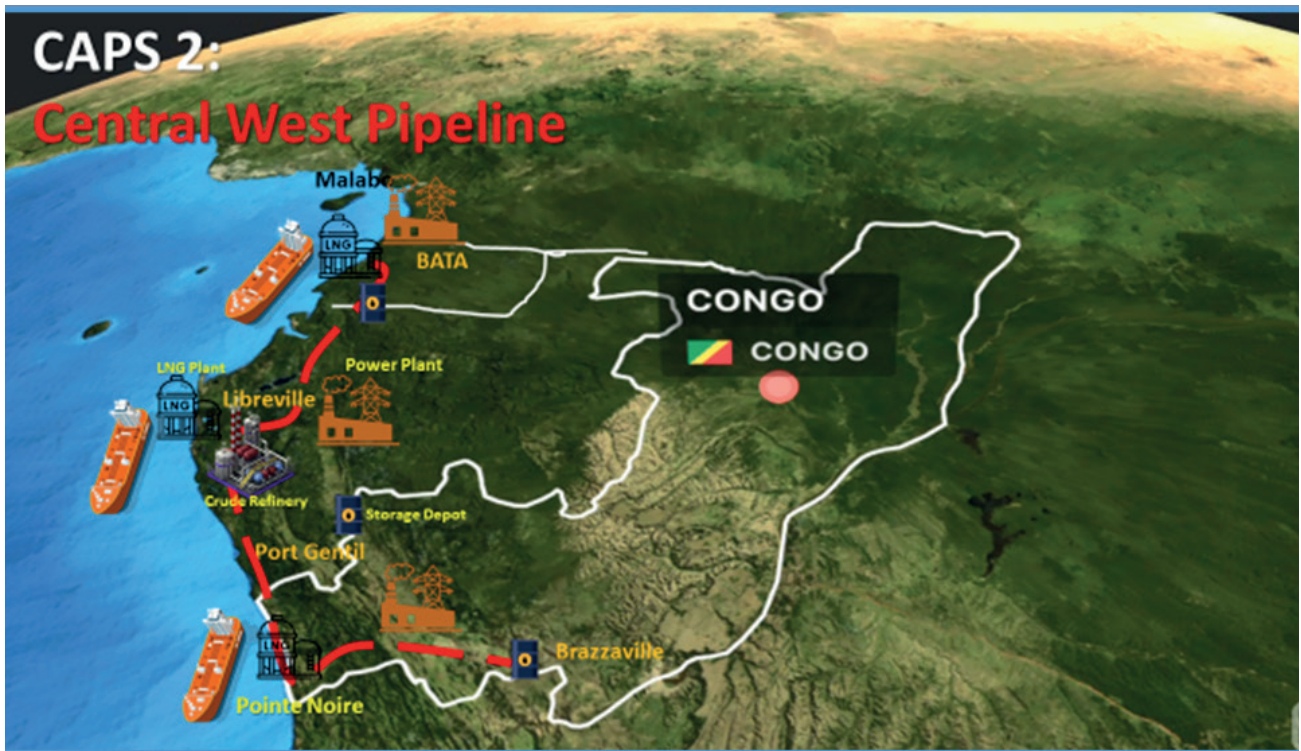 CAPS 2:
Central West Pipeline
Malabo
LNG
BATA
CONGO
CONGO
LNG Plant
Power Plant
LNG
Libreville
Crude Refinery
Storage Depot
Port Gentil
LNG
Brazzaville
Pointe Noire